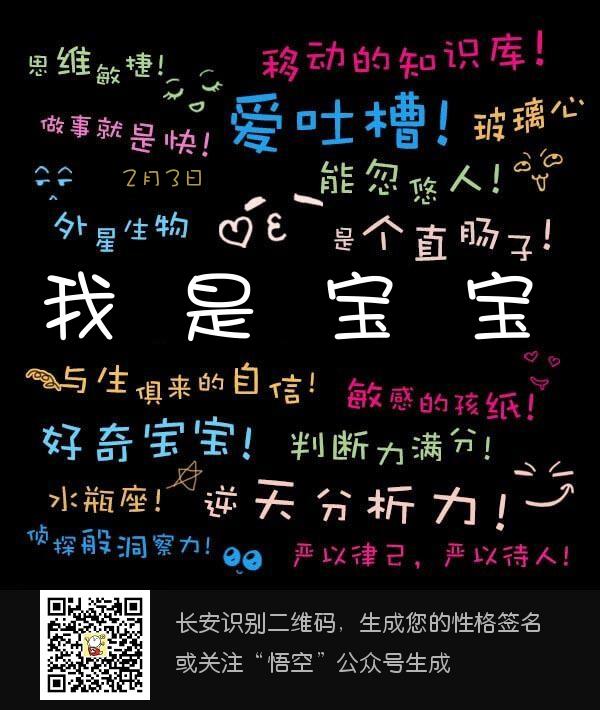 思维敏捷!
移动的知识库!
做事就是快!
爱吐槽!
玻璃心
2月3日
能忽悠人!
外星生物
是个直肠子!
我是宝宝
与生俱来的自信!
敏感的孩纸!
好奇宝宝!
判断力满分!
水瓶座!
逆天分析力!
侦探般洞察力!
严以律己，严以待人!
长安识别二维码，生成您的性格签名
或关注“悟空”公众号生成